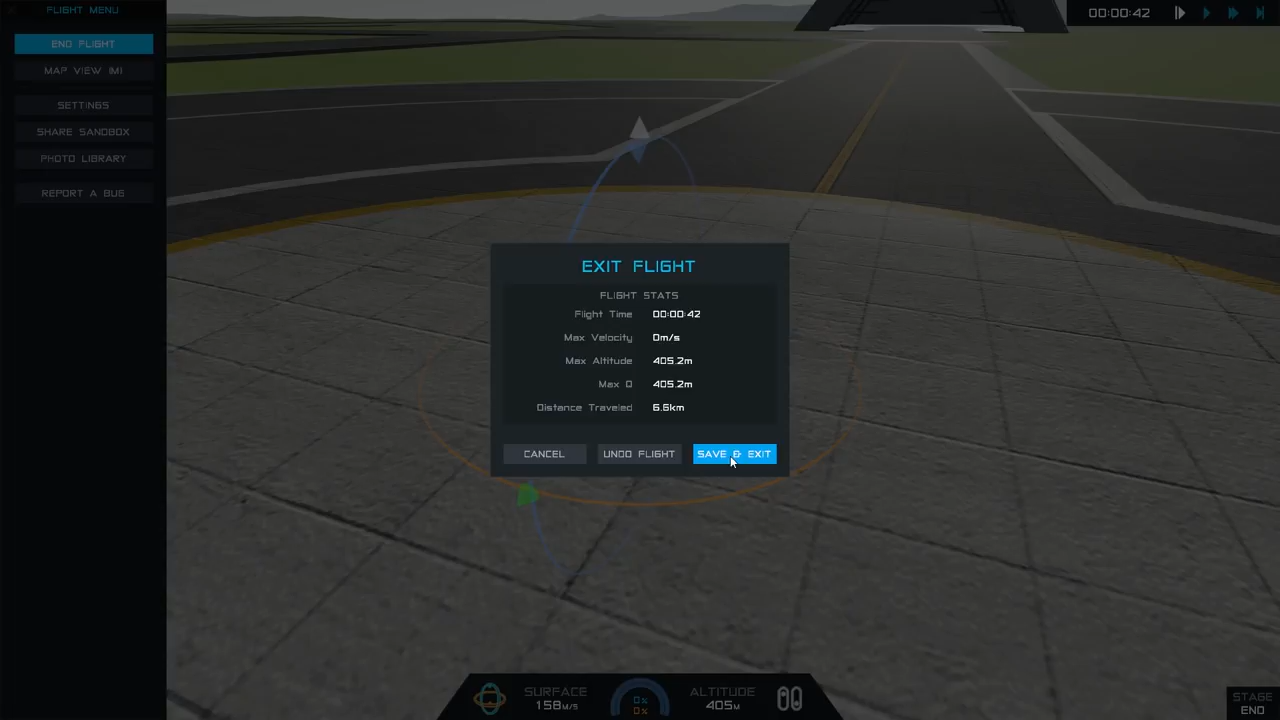 FLIGHT MENU
END FLIGHT
MAP VIEW (M)
SETTINGS
SHARE SANDBOX
PHOTO LIBRARY
REPORT A BUG
00:00:42
EXIT FLIGHT
FLIGHT STATS
Flight Time 00:00:42
Max Velocity 0m/s
Max Altitude 405.2m
Max Q 405.2m
Distance Traveled 6.6km
CANCEL UNDO FLIGHT SAVE & EXIT
SURFACE
158M/S
0%
0%
ALTITUDE
405M
STAGE
END